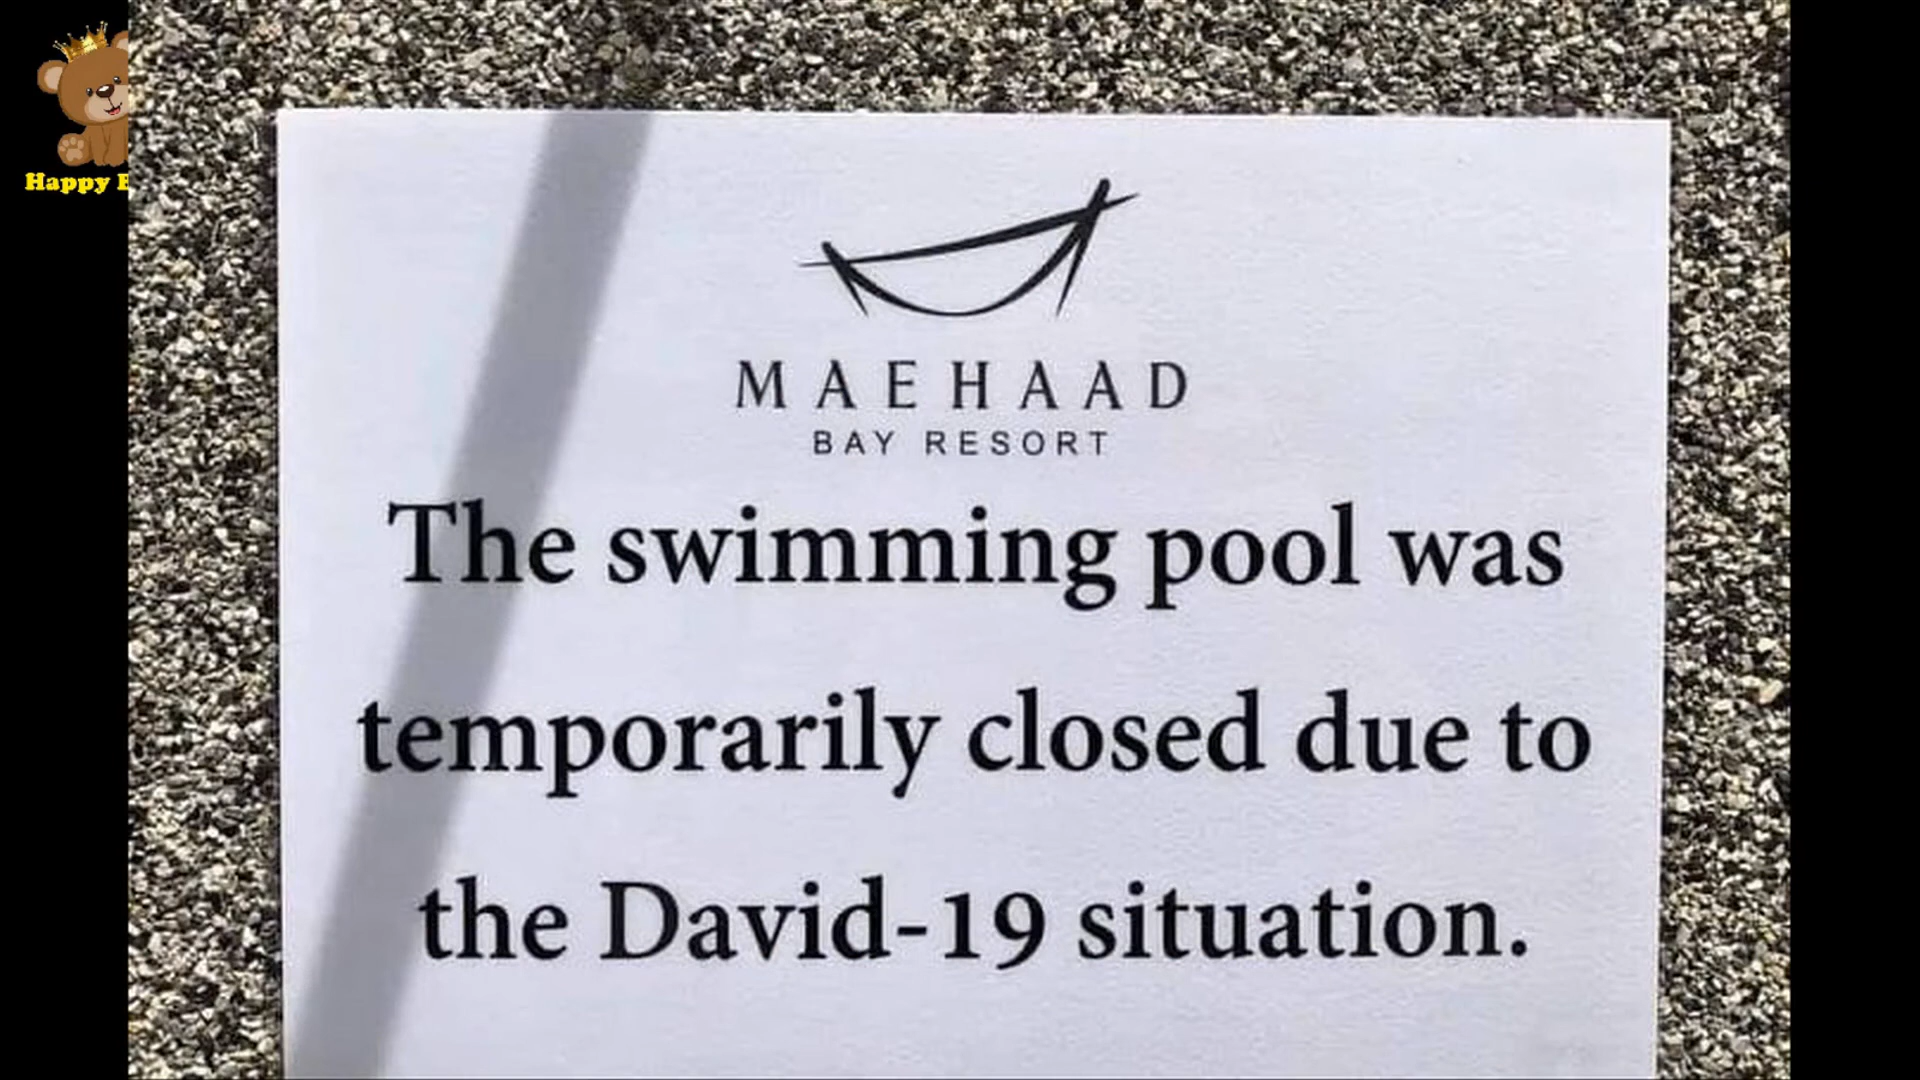 Happy
MAEHAAD
BAY RESORT
The swimming pool was
temporarily closed due to
the David-19 situation.